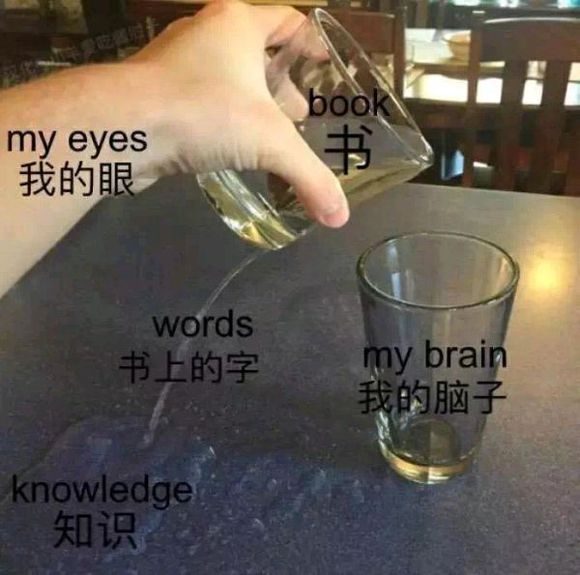 book
书
my eyes
我的眼
words
书上的字
my brain
我的脑子
knowledge
知识